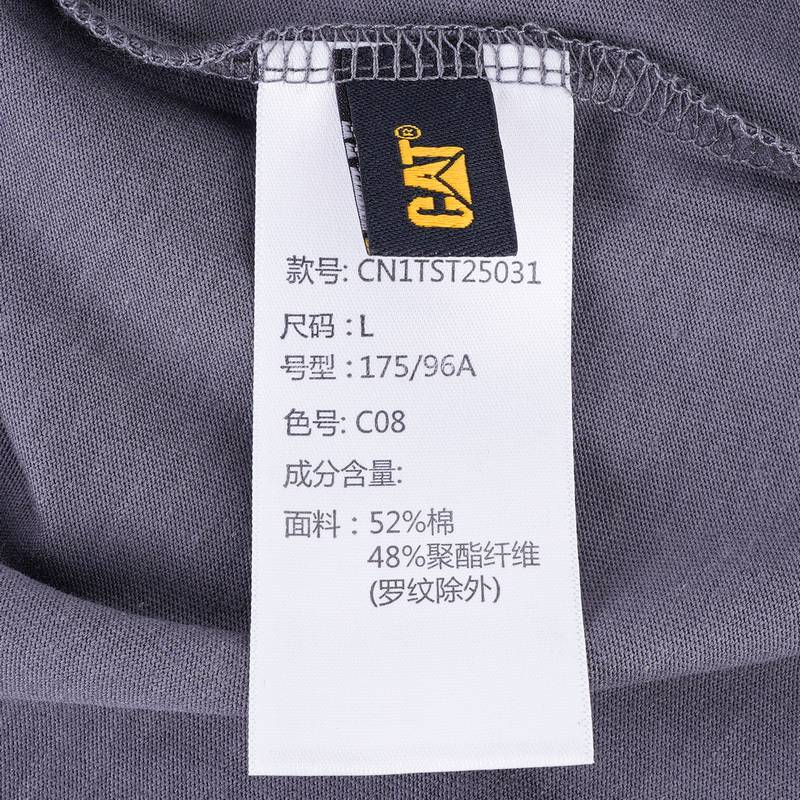 CAT®
款号: CN1TST25031
尺码：L
号型：175/96A
色号: C08
成分含量:
面料：52%棉
48%聚酯纤维
(罗纹除外)